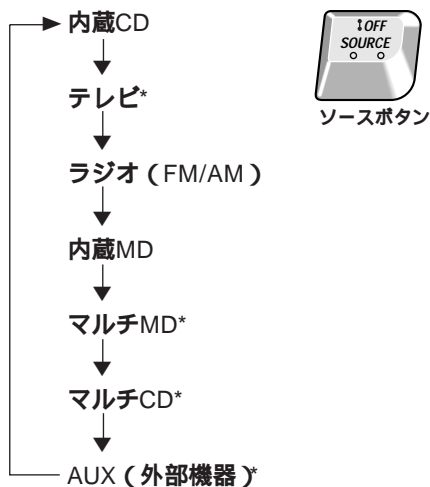 内蔵CD
テレビ*
ラジオ(FM/AM)
内蔵MD
マルチMD*
マルチCD*
AUX(外部機器)*
OFF
SOURCE
ソースボタン